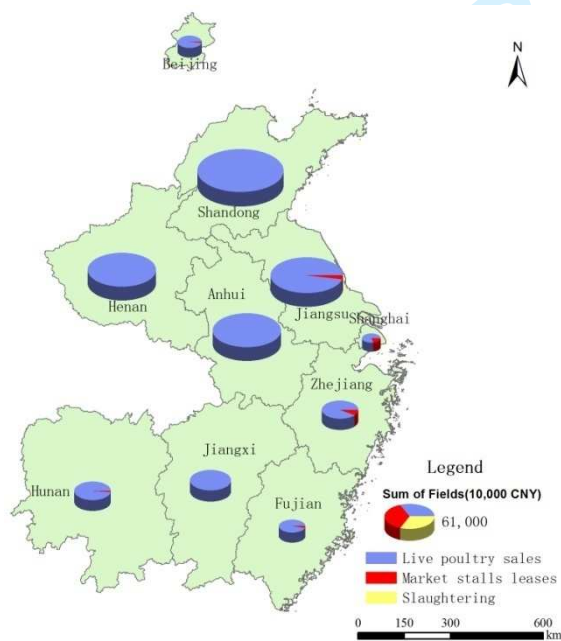 Beijing
N
Shandong
Henan
Anhui
Jiangsu
Shanghai
Zhejiang
Jiangxi
Hunan
Fujian
Legend
Sum of Fields(10,000 CNY)
61,000
Live poultry sales
Market stalls leases
Slaughtering
0 150 300 600
km